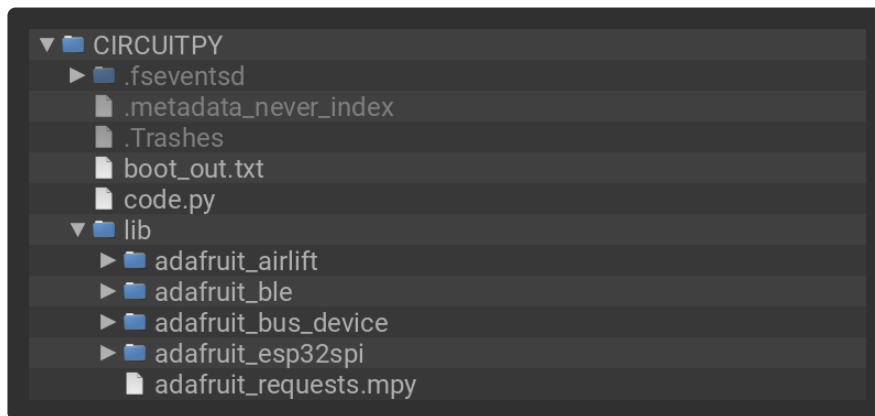 CIRCUITPY
.fseventsd
.metadata_never_index
.Trashes
boot_out.txt
code.py
lib
adafruit_airlift
adafruit_ble
adafruit_bus_device
adafruit_esp32spi
adafruit_requests.mpy